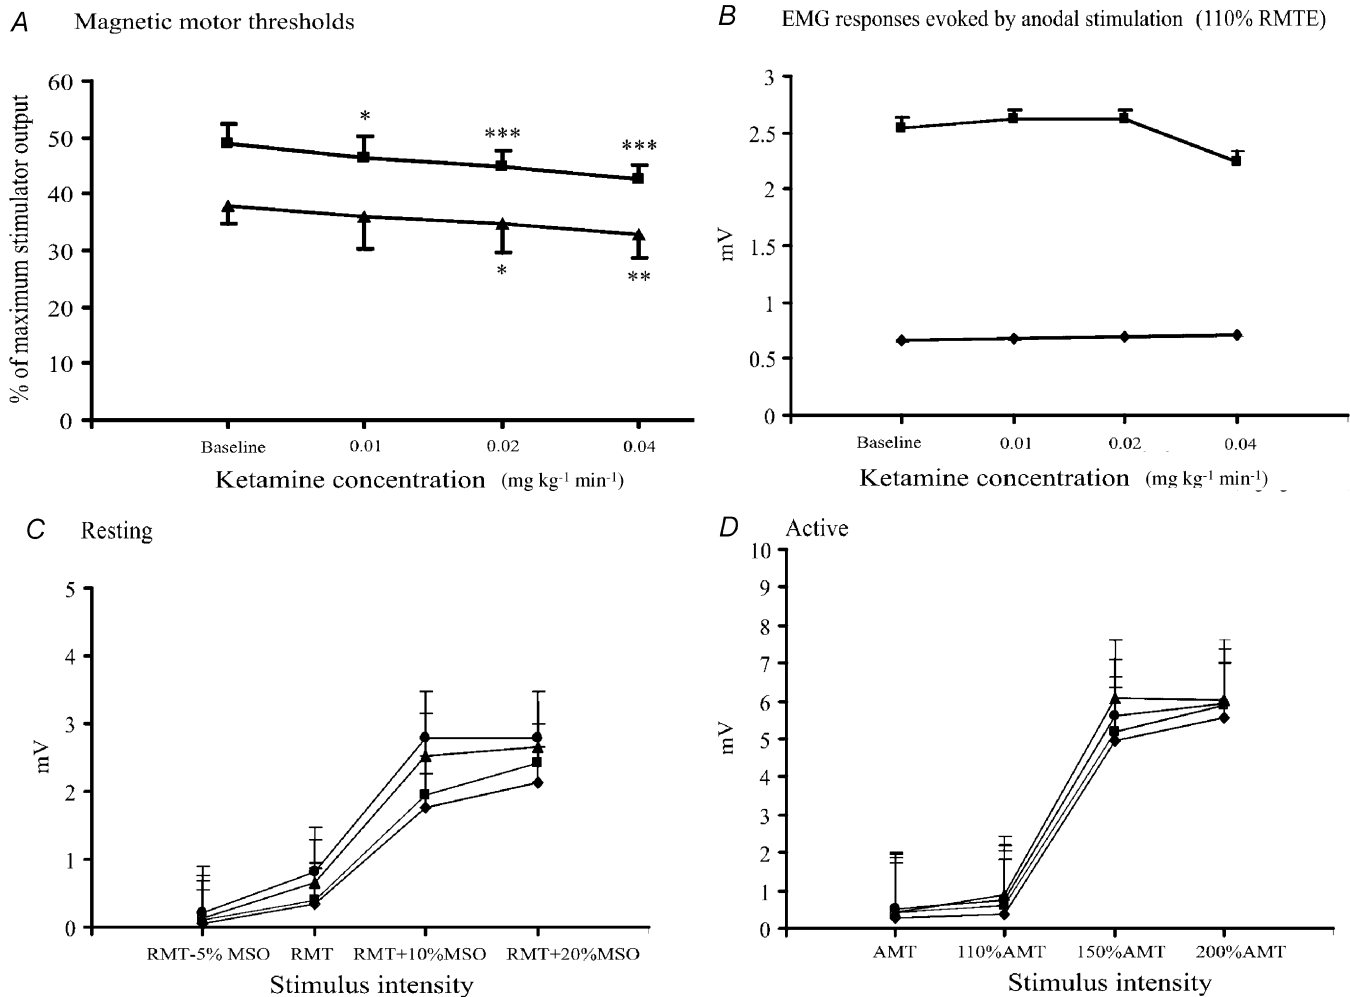 A Magnetic motor thresholds
% of maximum stimulator output
60
50
40
30
20
10
0
*
***
***
*
**
Baseline 0.01 0.02 0.04
Ketamine concentration (mg kg-1 min-1)
B EMG responses evoked by anodal stimulation (110% RMTE)
mV
3
2.5
2
1.5
1
0.5
0
Baseline 0.01 0.02 0.04
Ketamine concentration (mg kg-1 min-1)
C Resting
mV
5
4
3
2
1
0
RMT-5% MSO RMT RMT+10%MSO RMT+20%MSO
Stimulus intensity
D Active
mV
10
9
8
7
6
5
4
3
2
1
0
AMT 110%AMT 150%AMT 200%AMT
Stimulus intensity